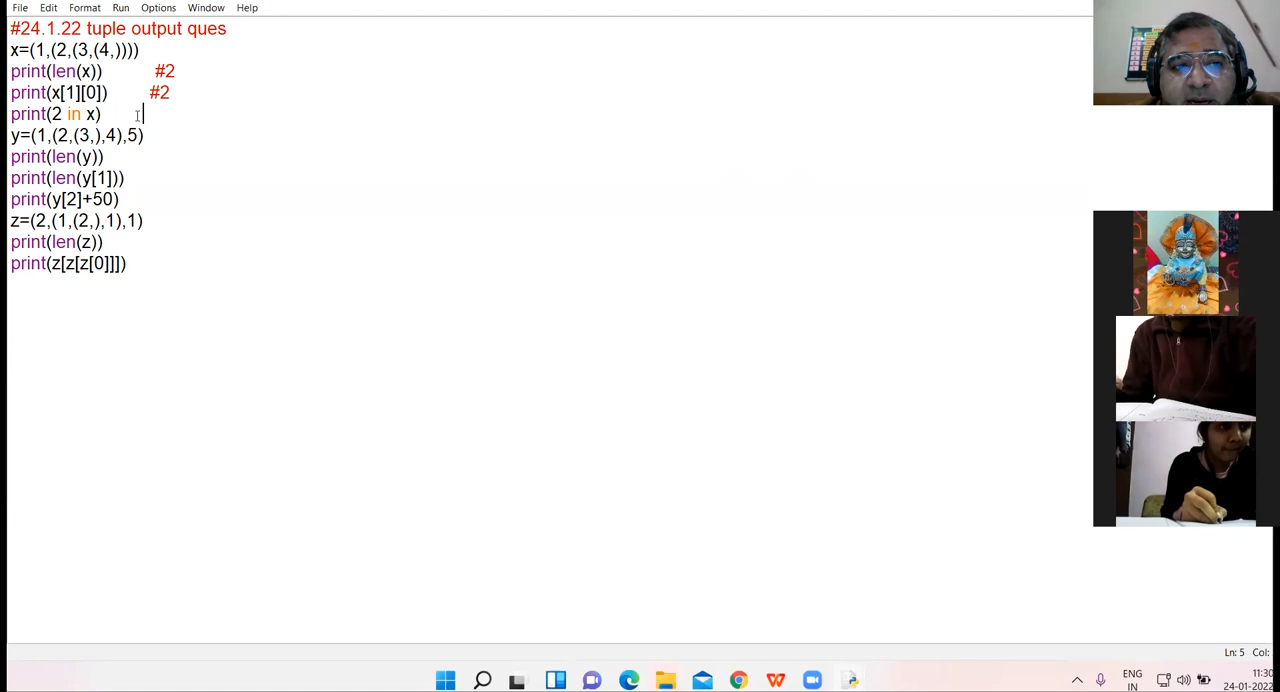 File Edit Format Run Options Window Help
#24.1.22 tuple output ques
x=(1,(2,(3,(4,))))
print(len(x)) #2
print(x[1][0]) #2
print(2 in x)
y=(1,(2,(3,),4),5)
print(len(y))
print(len(y[1]))
print(y[2]+50)
z=(2,(1,(2,),1),1)
print(len(z))
print(z[z[z[0]]])
Ln: 5 Col:
ENG
IN
11:30
24-01-2022